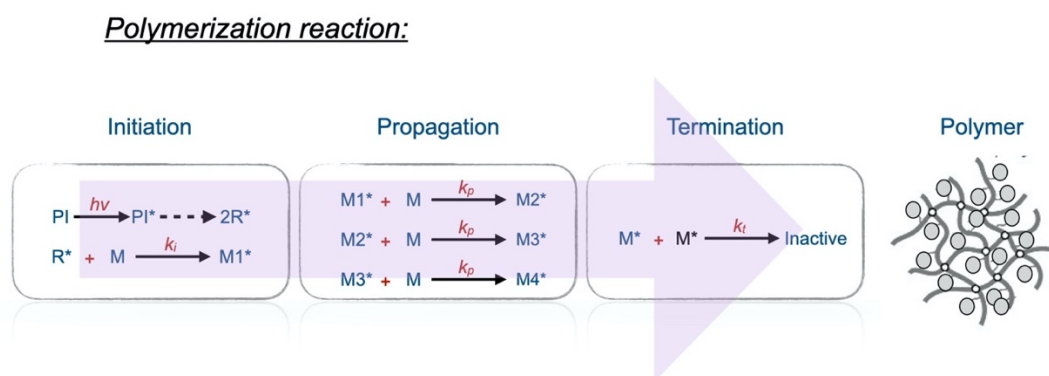 Polymerization reaction:
Initiation
PI hv PI* 2R*
R* + M ki M1*
Propagation
M1* + M kp M2*
M2* + M kp M3*
M3* + M kp M4*
Termination
M* + M* kt Inactive
Polymer